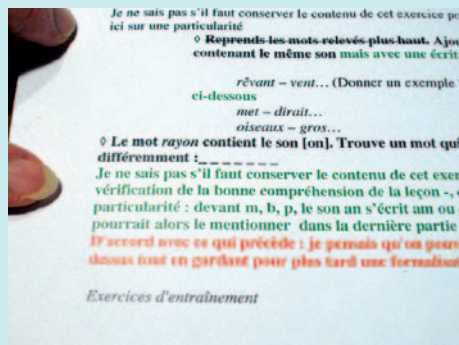 Je ne sais pas s'il faut conserver le contenu de cet exercice
ici sur une particularité
◊ Reprends les mots relevés plus haut. Ajou
contenant le même son mais avec une écrit
rêvant – vent… (Donner un exemple
ci-dessous
met – dirait…
oiseaux – gros…
◊ Le mot rayon contient le son [on]. Trouve un mot qui
différemment :_ _ _ _ _ _ _
Je ne sais pas s'il faut conserver le contenu de cet exer
vérification de la bonne compréhension de la leçon -,
particularité : devant m, b, p, le son an s'écrit am ou
pourrait alors le mentionner dans la dernière partie
D'accord avec ce qui précède : je pensais qu'on pouv
dessus tout en gardant pour plus tard une formalisat
Exercices d'entraînement